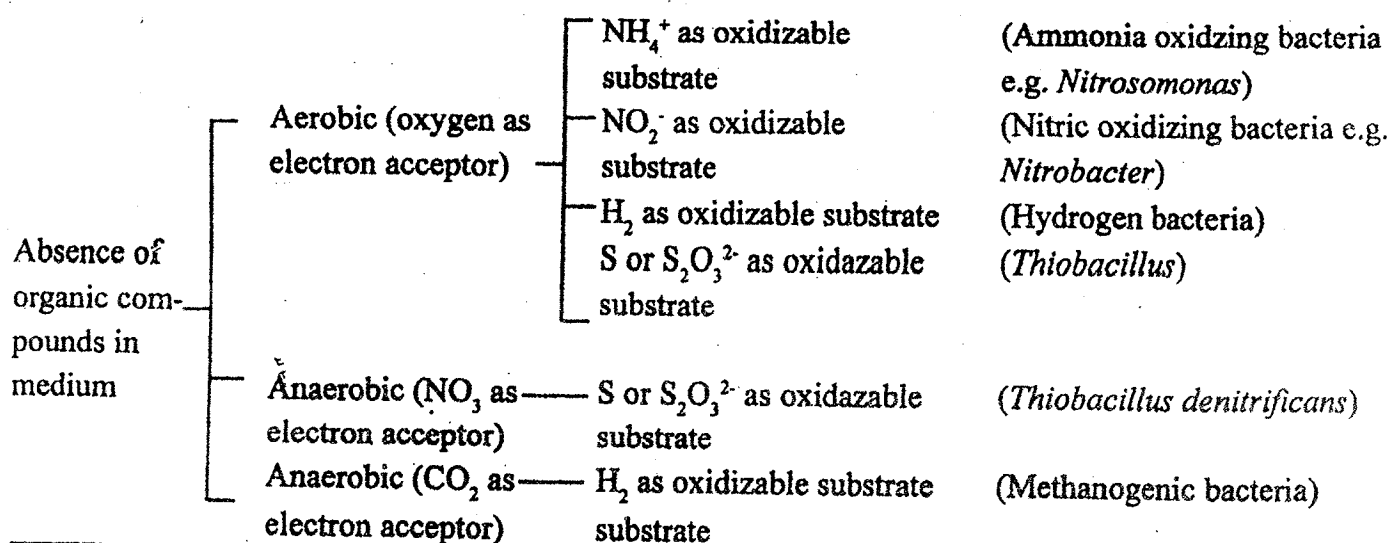 NH₄⁺ as oxidizable (Ammonia oxidzing bacteria
substrate e.g. Nitrosomonas)
Aerobic (oxygen as NO₂⁻ as oxidizable (Nitric oxidizing bacteria e.g.
electron acceptor) substrate Nitrobacter)
H₂ as oxidizable substrate (Hydrogen bacteria)
Absence of S or S₂O₃²⁻ as oxidazable (Thiobacillus)
organic com- substrate
pounds in
medium
Anaerobic (NO₃ as S or S₂O₃²⁻ as oxidazable (Thiobacillus denitrificans)
electron acceptor) substrate
Anaerobic (CO₂ as H₂ as oxidizable substrate (Methanogenic bacteria)
electron acceptor) substrate